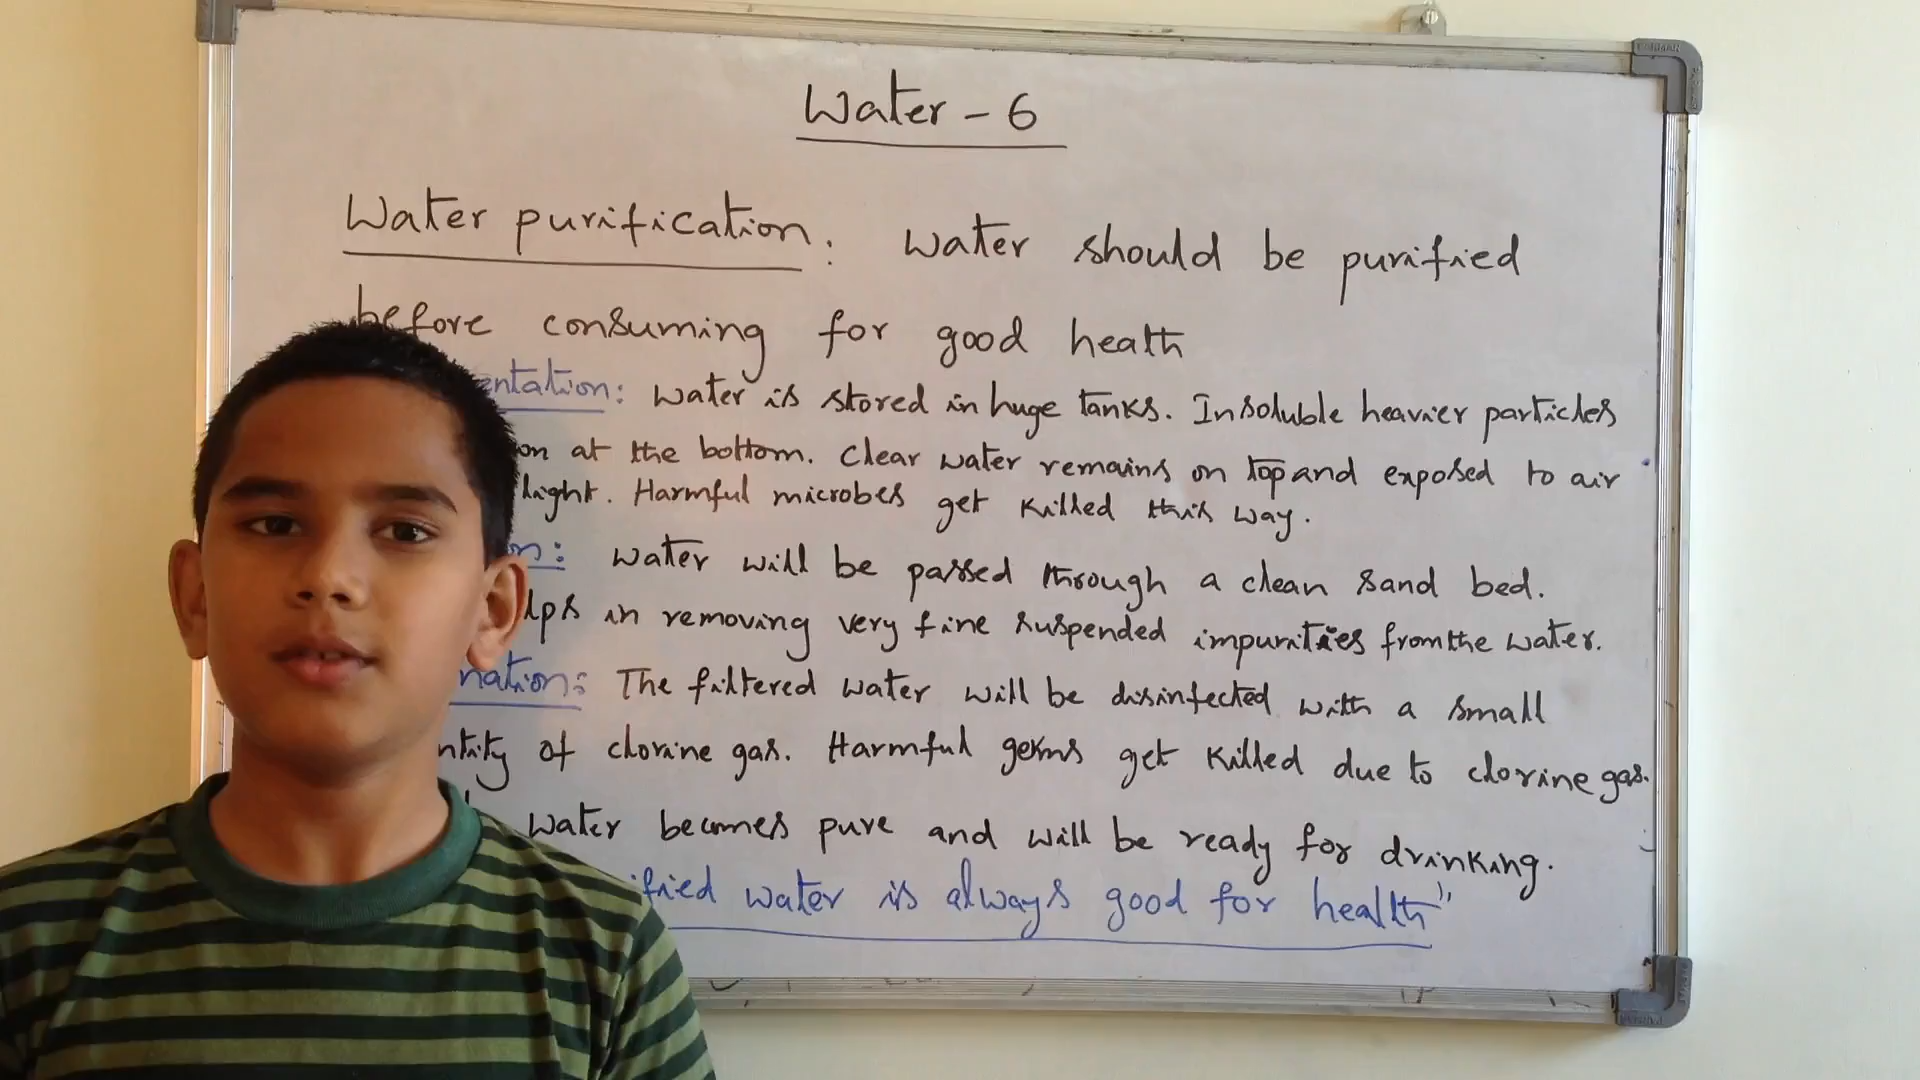 Water - 6
Water purification: Water should be purified
before consuming for good health
entation: Water is stored in huge tanks. Insoluble heavier particles
on at the bottom. Clear water remains on top and exposed to air
light. Harmful microbes get killed this way.
on: Water will be passed through a clean sand bed.
lps in removing very fine suspended impurities from the water.
nation: The filtered water will be disinfected with a small
ntity of clorine gas. Harmful germs get killed due to clorine gas.
Water becomes pure and will be ready for drinking.
ified water is always good for health"